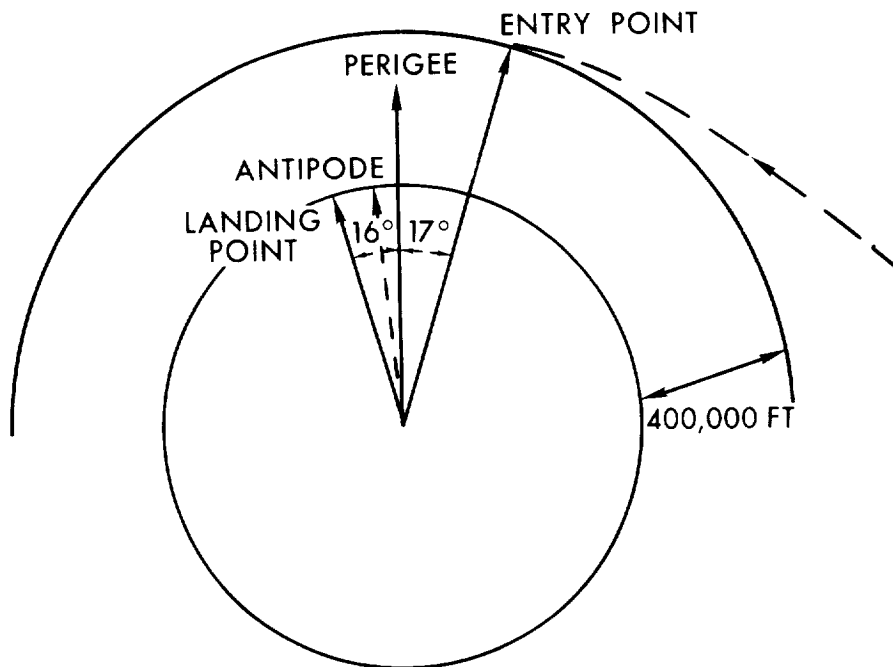 ENTRY POINT
PERIGEE
ANTIPODE
LANDING
POINT
16° 17°
400,000 FT